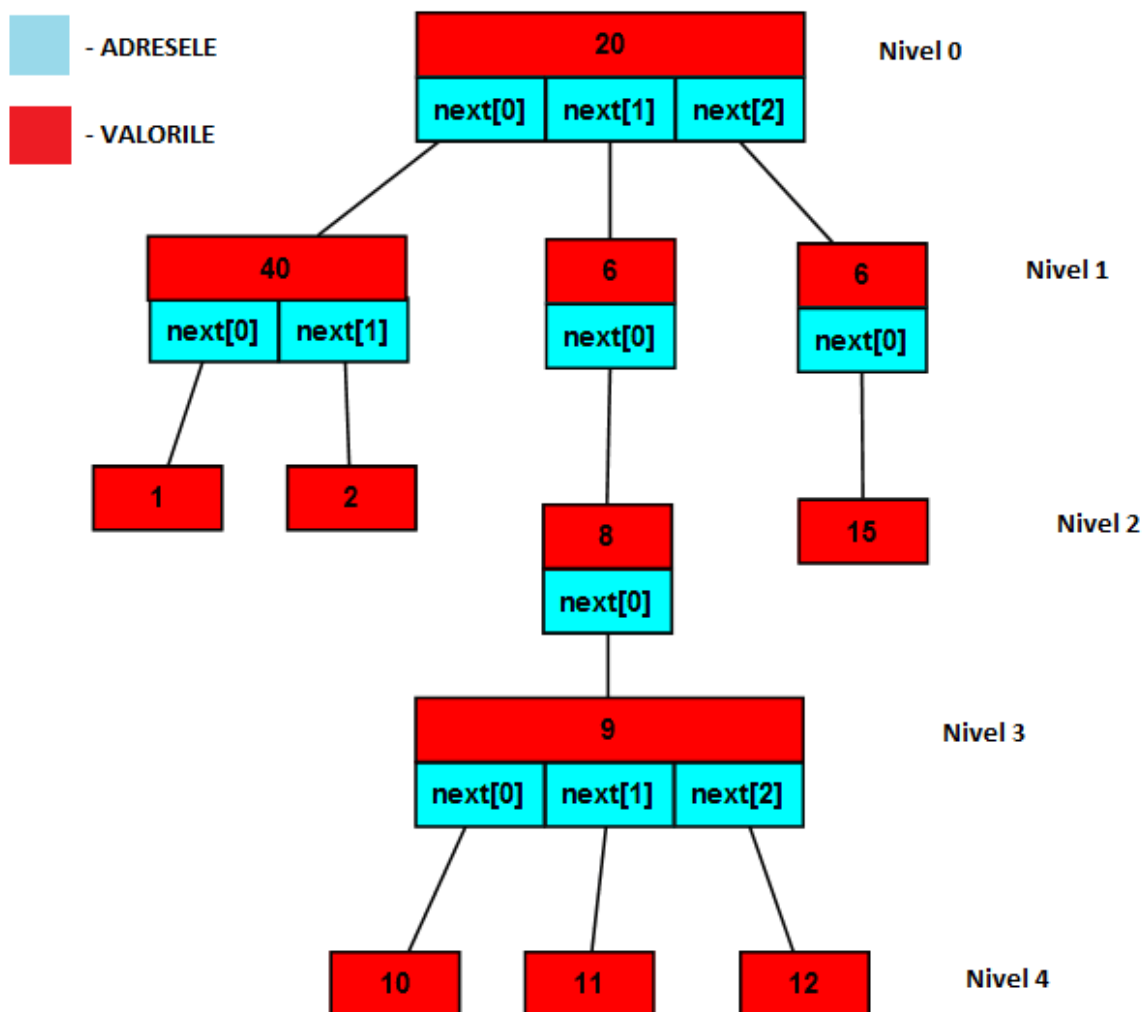 - ADRESELE
- VALORILE
20
Nivel 0
next[0] next[1] next[2]
40
6
6
Nivel 1
next[0] next[1]
next[0]
next[0]
1
2
8
15
Nivel 2
next[0]
9
Nivel 3
next[0] next[1] next[2]
10
11
12
Nivel 4